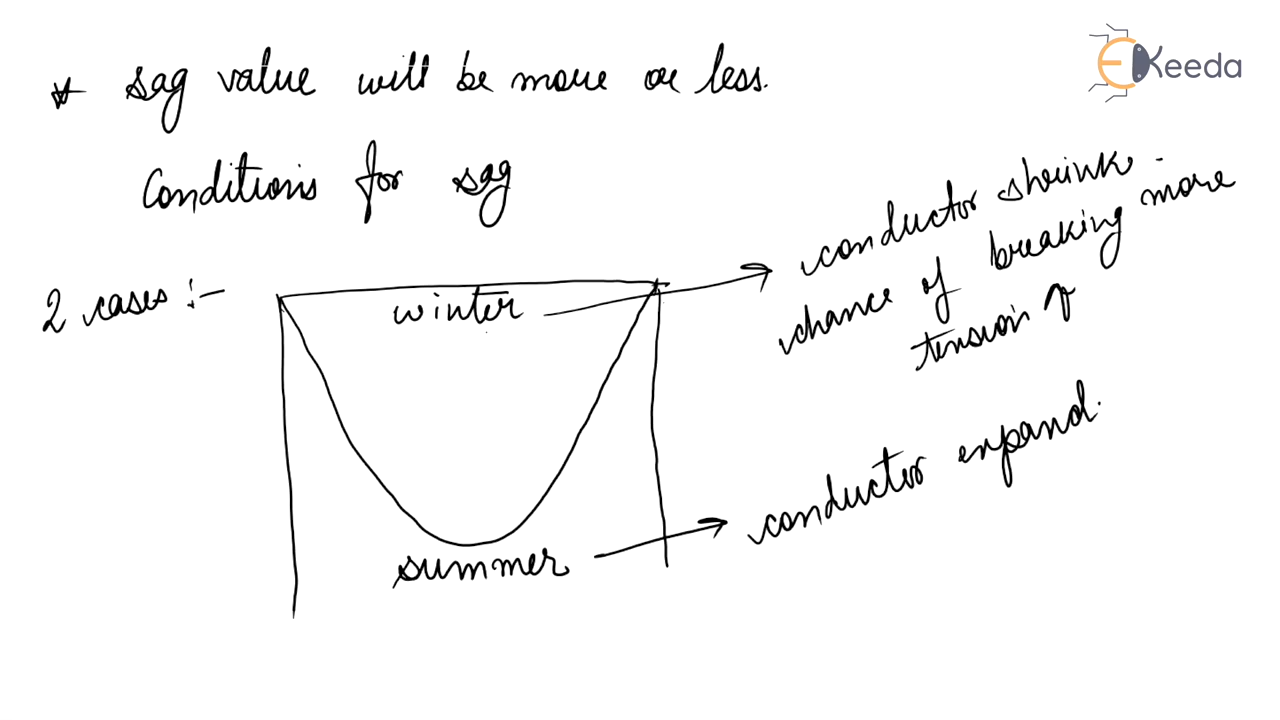 * sag value will be more or less.
EKeeda
Conditions for sag
2 cases :-
winter → conductor shrink.
chance of breaking more
tension ↑
summer → conductor expand.